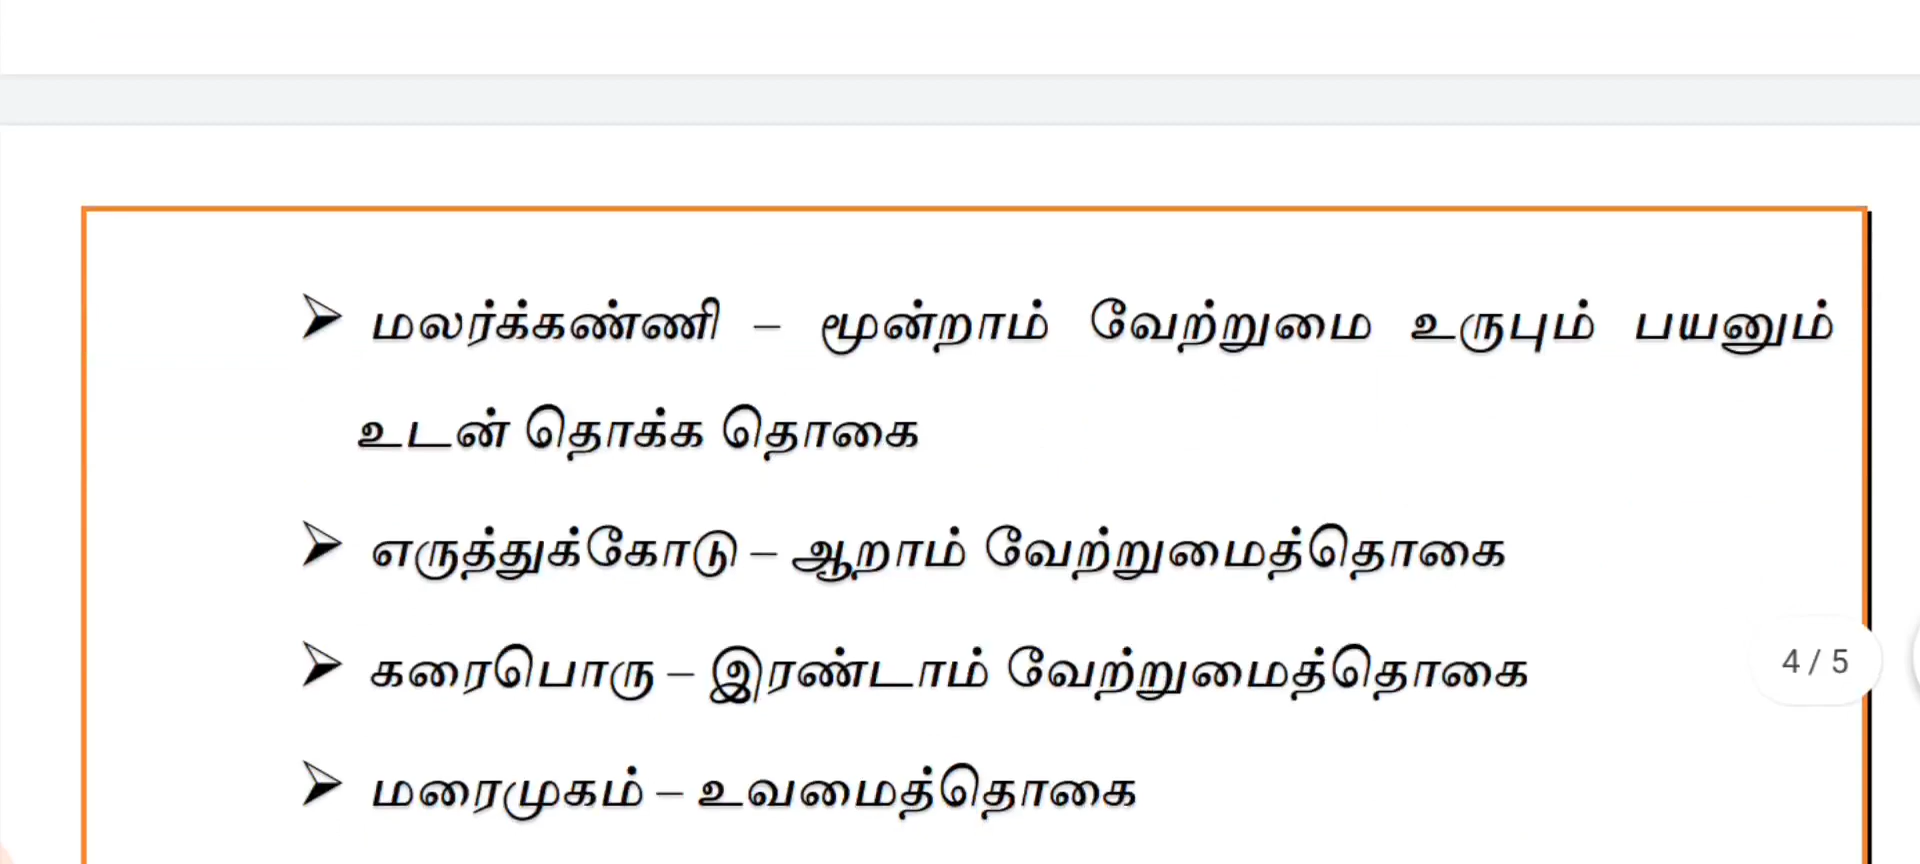 ➢ மலர்க்கண்ணி – மூன்றாம் வேற்றுமை உருபும் பயனும்
உடன் தொக்க தொகை
➢ எருத்துக்கோடு – ஆறாம் வேற்றுமைத்தொகை
➢ கரைபொரு – இரண்டாம் வேற்றுமைத்தொகை
4 / 5
➢ மரைமுகம் – உவமைத்தொகை